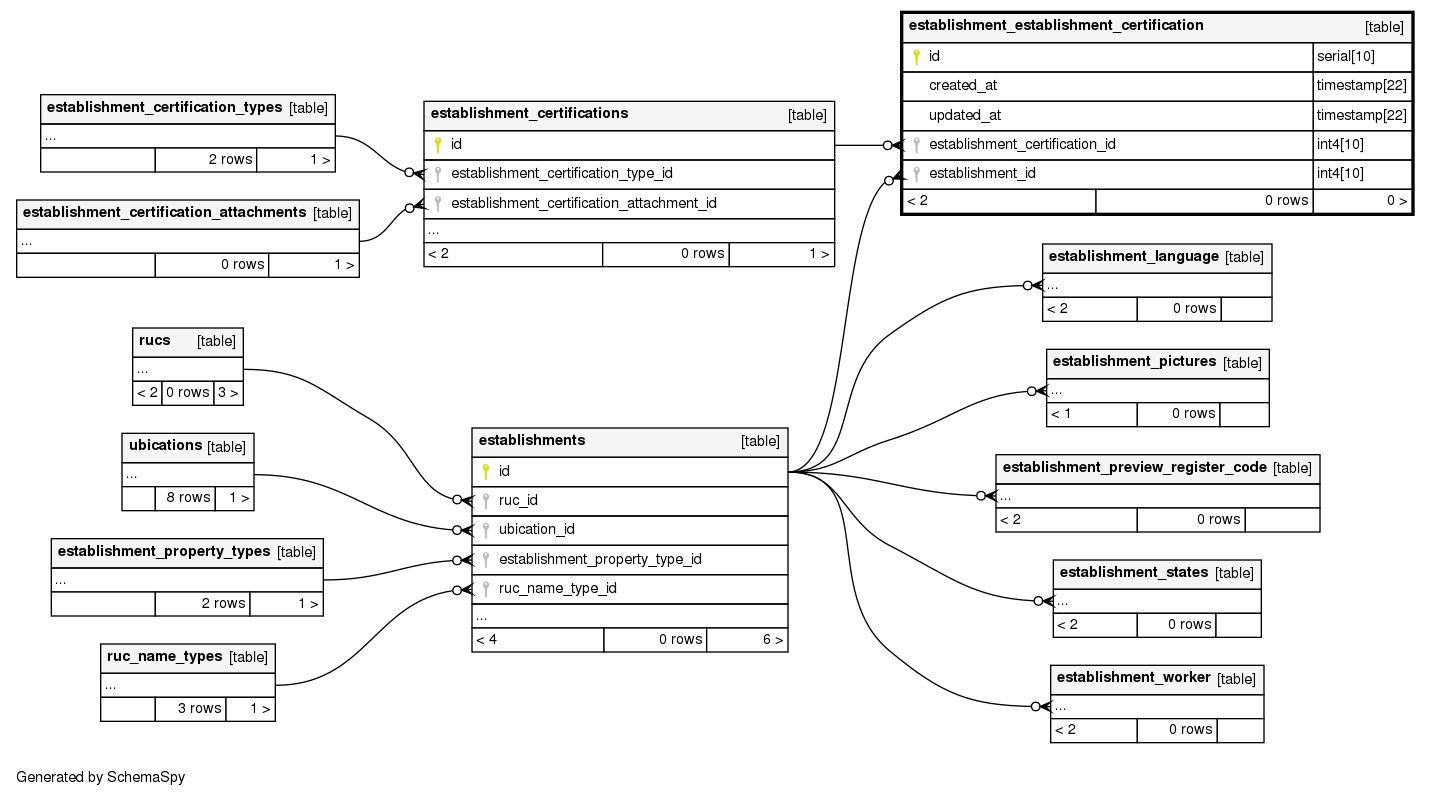 establishment_establishment_certification [table]
id serial[10]
created_at timestamp[22]
updated_at timestamp[22]
establishment_certification_id int4[10]
establishment_id int4[10]
< 2 0 rows 0 >
establishment_certification_types [table]
...
2 rows 1 >
establishment_certifications [table]
id
establishment_certification_type_id
establishment_certification_attachment_id
...
< 2 0 rows 1 >
establishment_certification_attachments [table]
...
0 rows 1 >
establishment_language [table]
...
< 2 0 rows
rucs [table]
...
< 2 0 rows 3 >
establishment_pictures [table]
...
< 1 0 rows
ubications [table]
...
8 rows 1 >
establishments [table]
id
ruc_id
ubication_id
establishment_property_type_id
ruc_name_type_id
...
< 4 0 rows 6 >
establishment_preview_register_code [table]
...
< 2 0 rows
establishment_property_types [table]
...
2 rows 1 >
establishment_states [table]
...
< 2 0 rows
ruc_name_types [table]
...
3 rows 1 >
establishment_worker [table]
...
< 2 0 rows
Generated by SchemaSpy